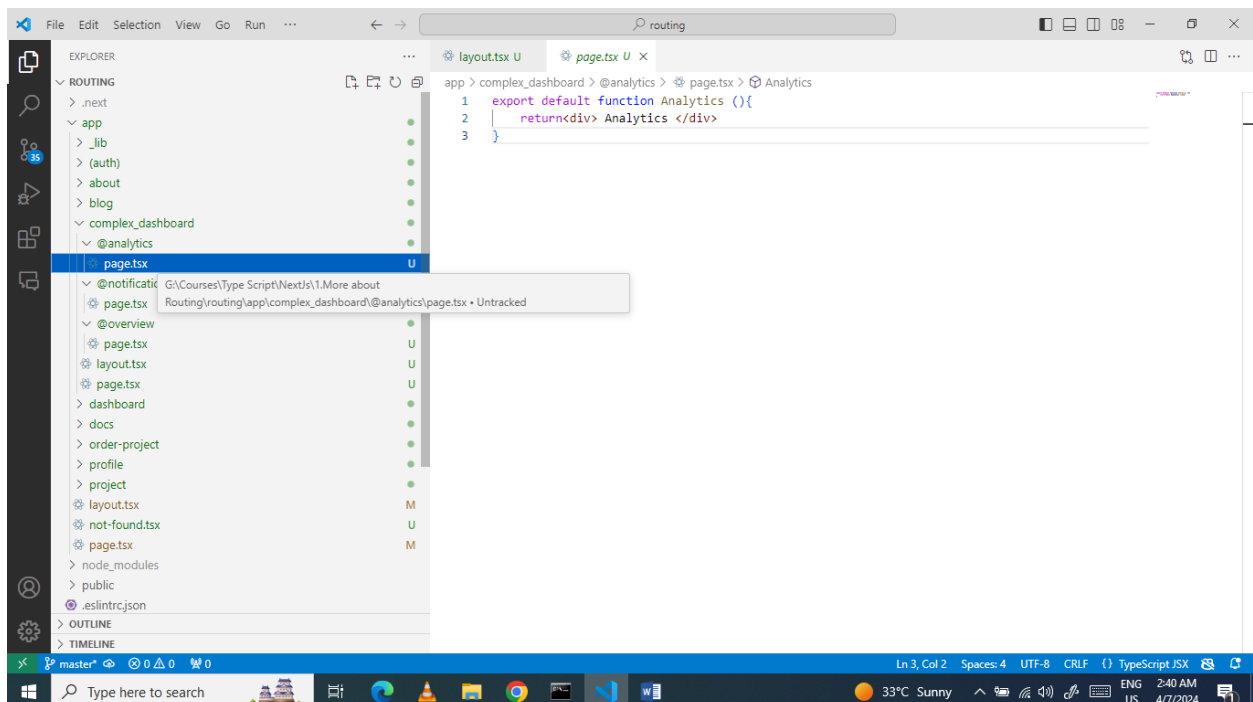 File Edit Selection View Go Run ··· routing
EXPLORER ···
layout.tsx U page.tsx U
ROUTING
app > complex_dashboard > @analytics > page.tsx > Analytics
.next
app
_lib
(auth)
about
blog
complex_dashboard
@analytics
page.tsx U
@notificatio
page.tsx
@overview
page.tsx U
layout.tsx U
page.tsx U
dashboard
docs
order-project
profile
project
layout.tsx M
not-found.tsx U
page.tsx M
node_modules
public
.eslintrc.json
OUTLINE
TIMELINE
35
G:\Courses\Type Script\NextJs\1.More about
Routing\routing\app\complex_dashboard\@analytics\page.tsx • Untracked
1 export default function Analytics (){
2 return<div> Analytics </div>
3 }
master* 0 0 0 Ln 3, Col 2 Spaces: 4 UTF-8 CRLF {} TypeScript JSX
Type here to search 33°C Sunny ENG 2:40 AM
US 4/7/2024